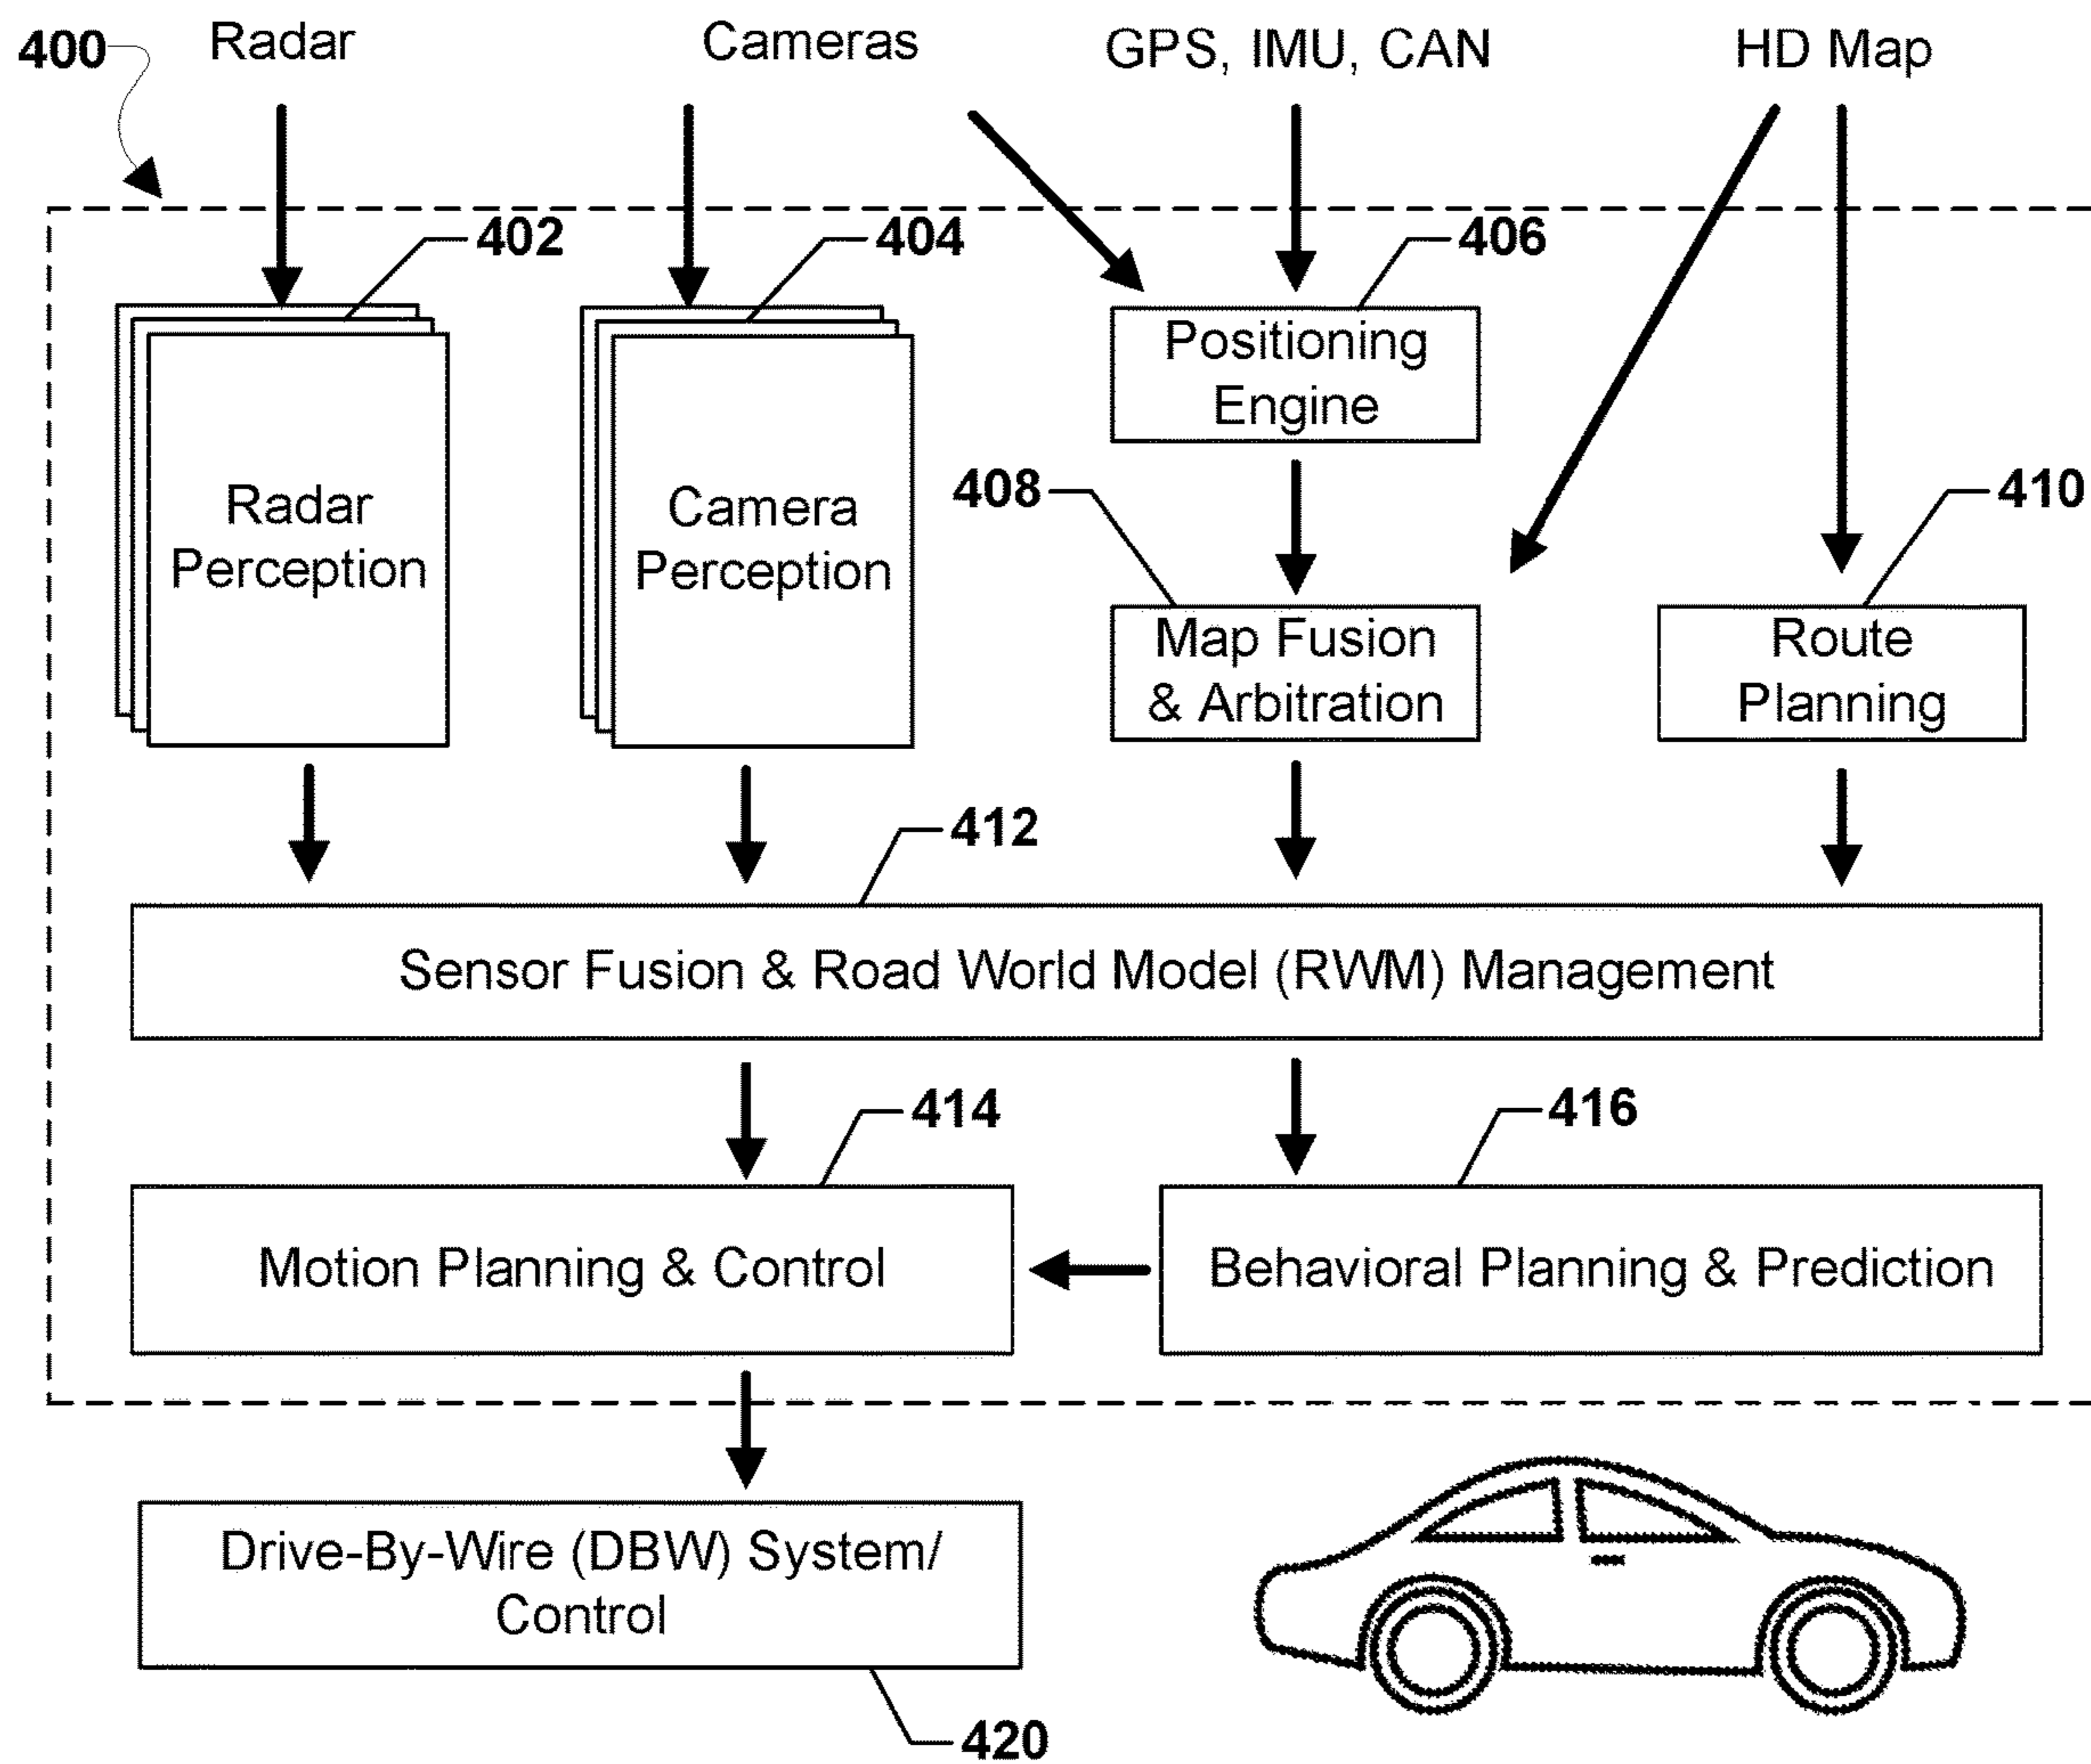 400
Radar
Cameras
GPS, IMU, CAN
HD Map
402
404
406
Positioning
Engine
Radar
Perception
Camera
Perception
408
410
Map Fusion
& Arbitration
Route
Planning
412
Sensor Fusion & Road World Model (RWM) Management
414
416
Motion Planning & Control
Behavioral Planning & Prediction
Drive-By-Wire (DBW) System/
Control
420